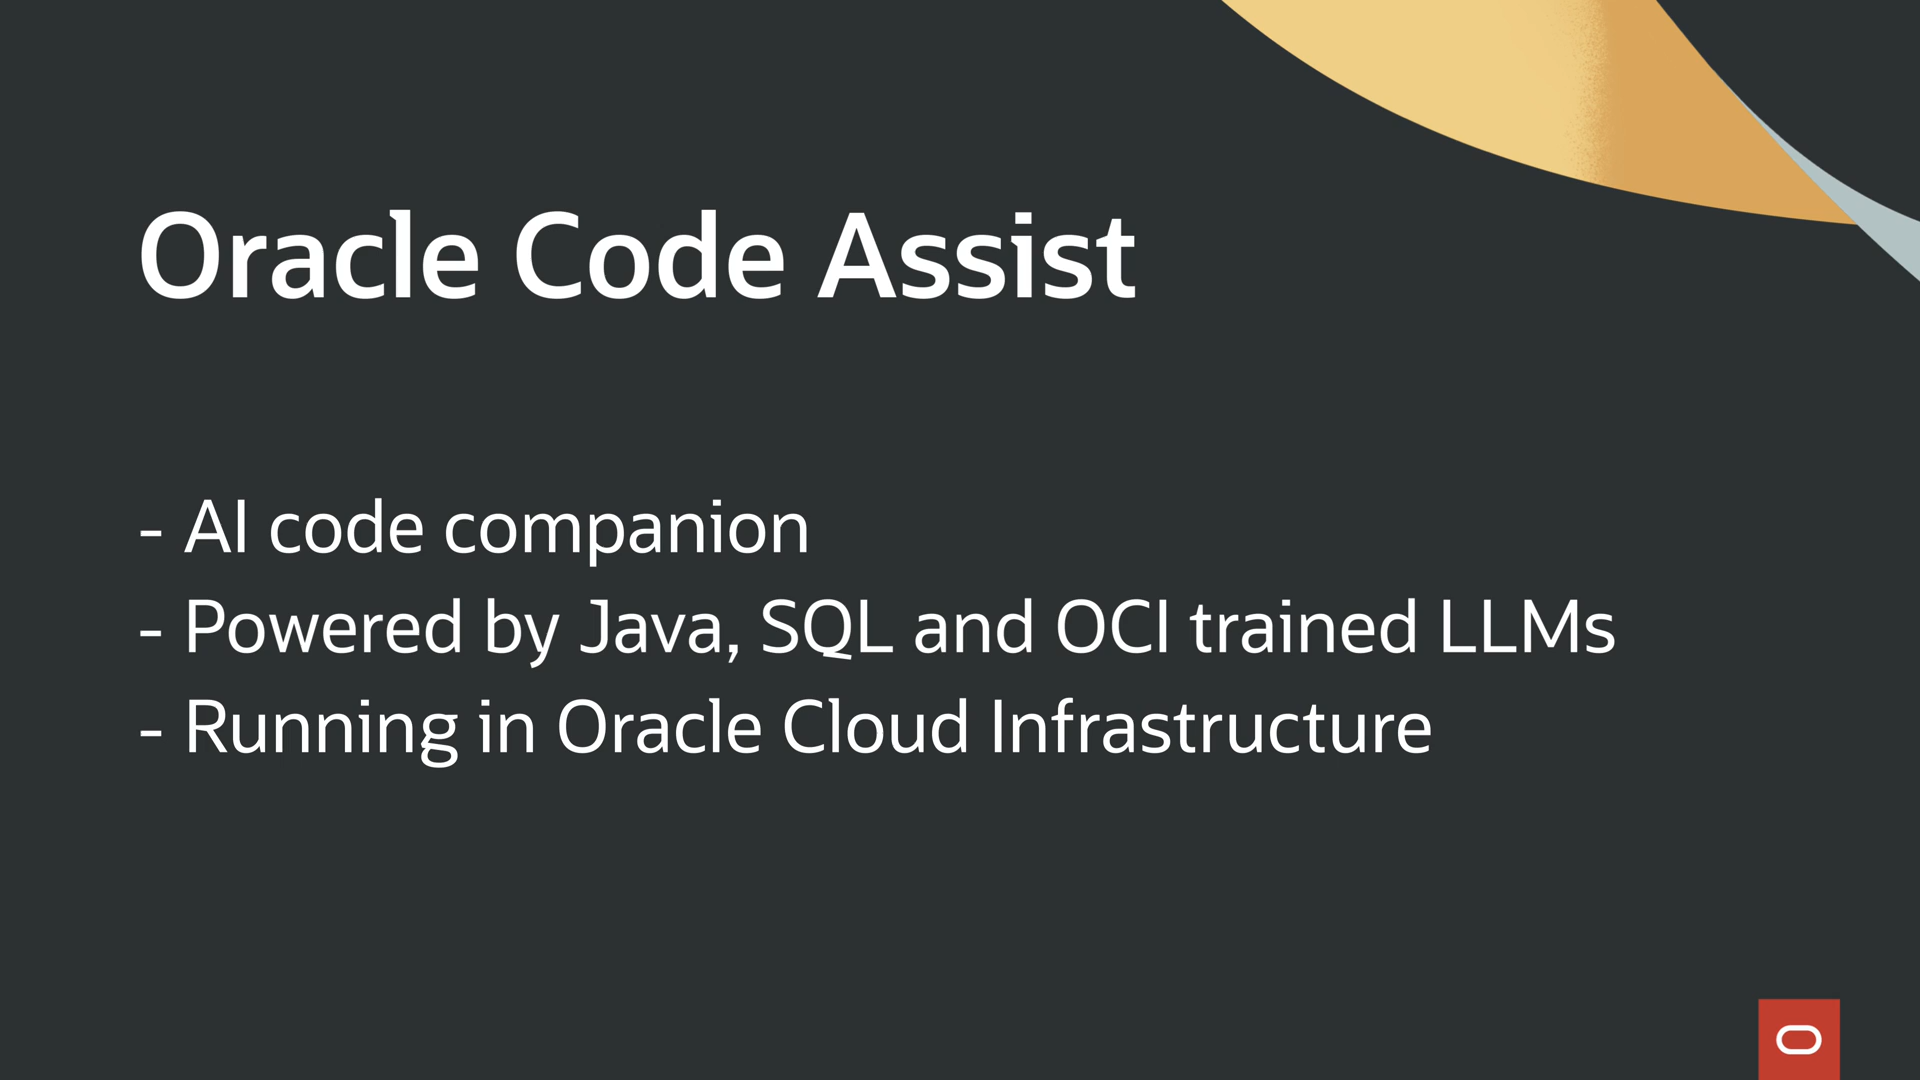 Oracle Code Assist
- AI code companion
- Powered by Java, SQL and OCI trained LLMs
- Running in Oracle Cloud Infrastructure